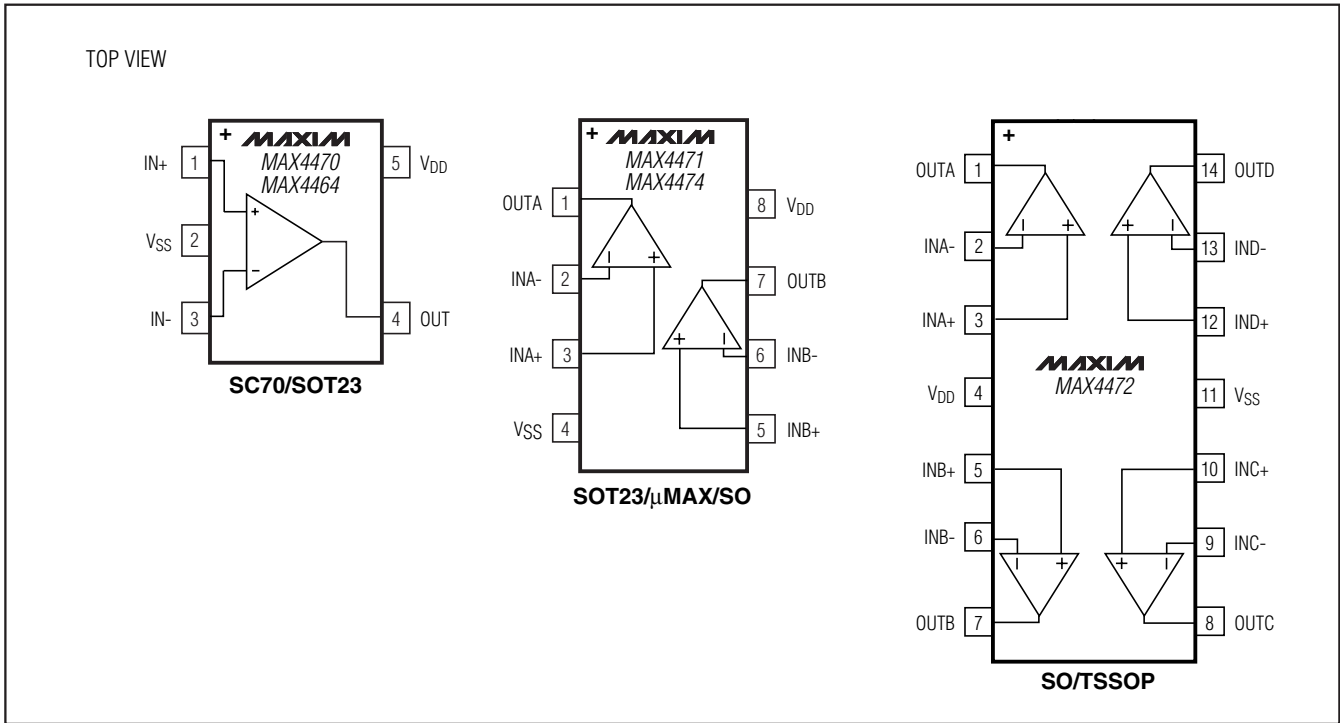 TOP VIEW
+ MAXIM
MAX4470
MAX4464
IN+ 1
5 VDD
+
VSS 2
−
IN- 3
4 OUT
SC70/SOT23
+ MAXIM
MAX4471
MAX4474
OUTA 1
8 VDD
− +
INA- 2
7 OUTB
INA+ 3
+ −
6 INB-
VSS 4
5 INB+
SOT23/μMAX/SO
+
OUTA 1
14 OUTD
− +
+ −
INA- 2
13 IND-
INA+ 3
12 IND+
MAXIM
MAX4472
VDD 4
11 VSS
INB+ 5
10 INC+
INB- 6
9 INC-
− +
+ −
OUTB 7
8 OUTC
SO/TSSOP